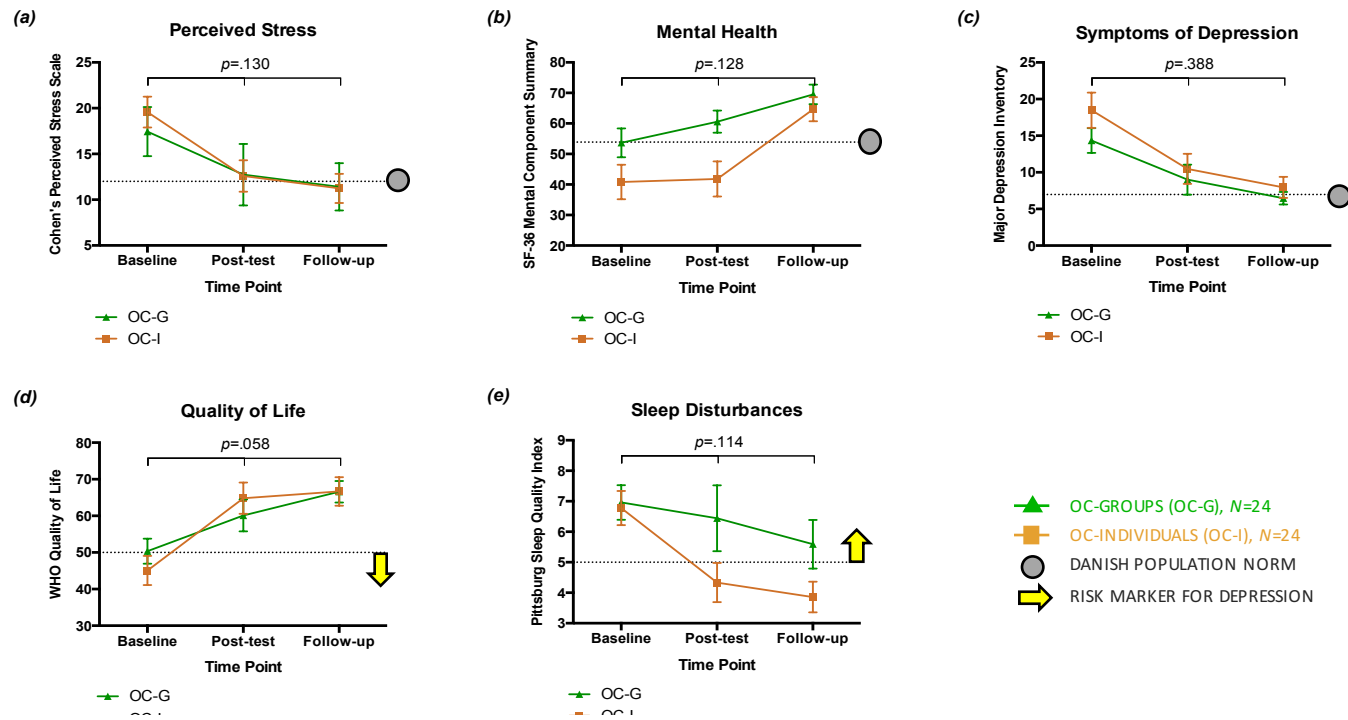 (a)
Perceived Stress
p=.130
Cohen's Perceived Stress Scale
25
20
15
10
5
Baseline
Post-test
Follow-up
Time Point
OC-G
OC-I
(b)
Mental Health
p=.128
SF-36 Mental Component Summary
80
70
60
50
40
30
20
Baseline
Post-test
Follow-up
Time Point
OC-G
OC-I
(c)
Symptoms of Depression
p=.388
Major Depression Inventory
25
20
15
10
5
0
Baseline
Post-test
Follow-up
Time Point
OC-G
OC-I
(d)
Quality of Life
p=.058
WHO Quality of Life
80
70
60
50
40
30
Baseline
Post-test
Follow-up
Time Point
OC-G
(e)
Sleep Disturbances
p=.114
Pittsburg Sleep Quality Index
9
8
7
6
5
4
3
Baseline
Post-test
Follow-up
Time Point
OC-G
OC-GROUPS (OC-G), N=24
OC-INDIVIDUALS (OC-I), N=24
DANISH POPULATION NORM
RISK MARKER FOR DEPRESSION